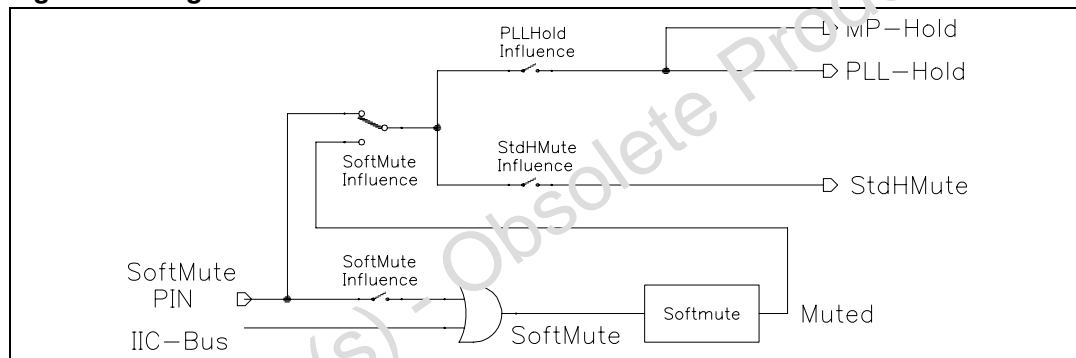 PLLHold
Influence
MP-Hold
PLL-Hold
SoftMute
Influence
StdHMute
Influence
StdHMute
SoftMute
PIN
SoftMute
Influence
IIC-Bus
SoftMute
Softmute
Muted
(s) - Obsolete Produ